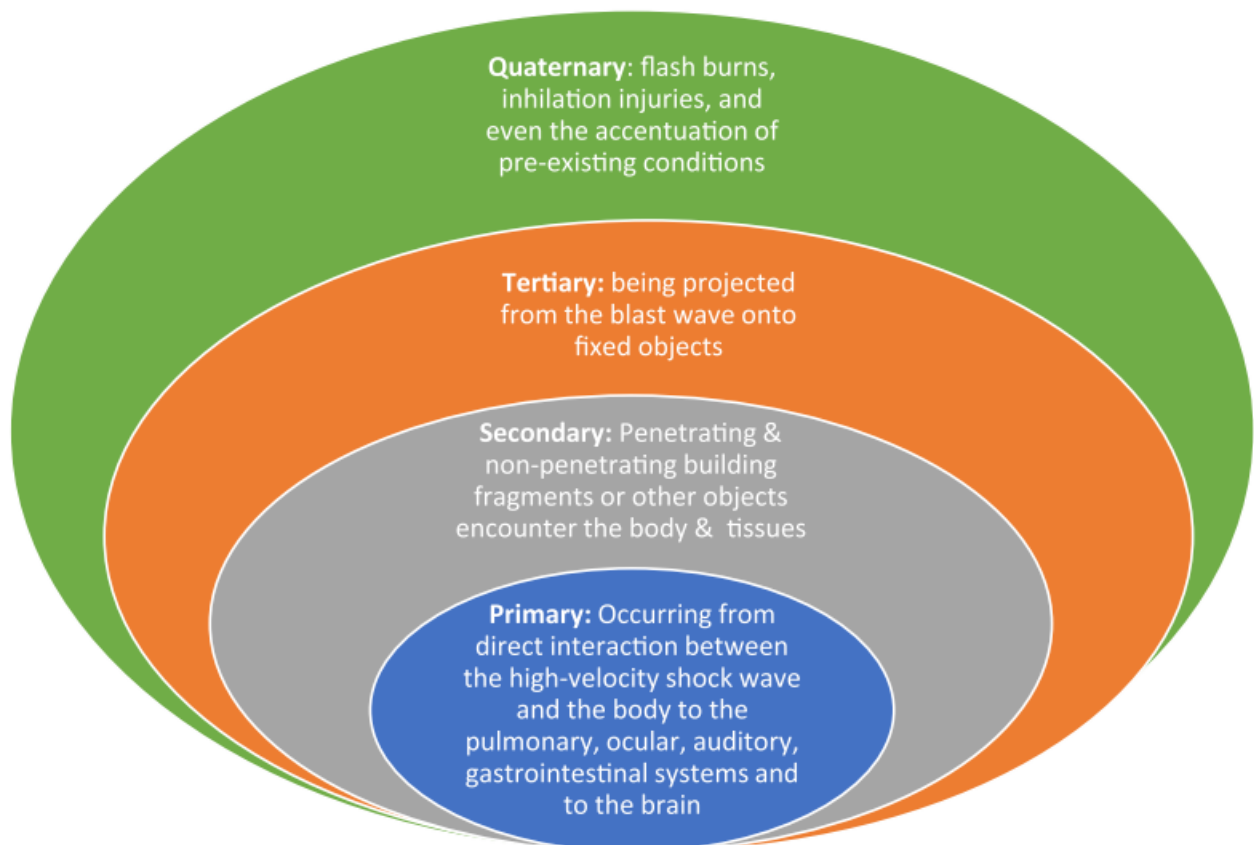 Quaternary: flash burns,
inhilation injuries, and
even the accentuation of
pre-existing conditions
Tertiary: being projected
from the blast wave onto
fixed objects
Secondary: Penetrating &
non-penetrating building
fragments or other objects
encounter the body & tissues
Primary: Occurring from
direct interaction between
the high-velocity shock wave
and the body to the
pulmonary, ocular, auditory,
gastrointestinal systems and
to the brain